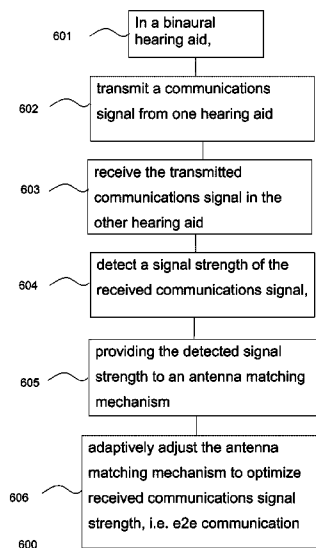 601
In a binaural
hearing aid,
602
transmit a communications
signal from one hearing aid
603
receive the transmitted
communications signal in the
other hearing aid
604
detect a signal strength of the
received communications signal,
605
providing the detected signal
strength to an antenna matching
mechanism
606
adaptively adjust the antenna
matching mechanism to optimize
received communications signal
strength, i.e. e2e communication
600